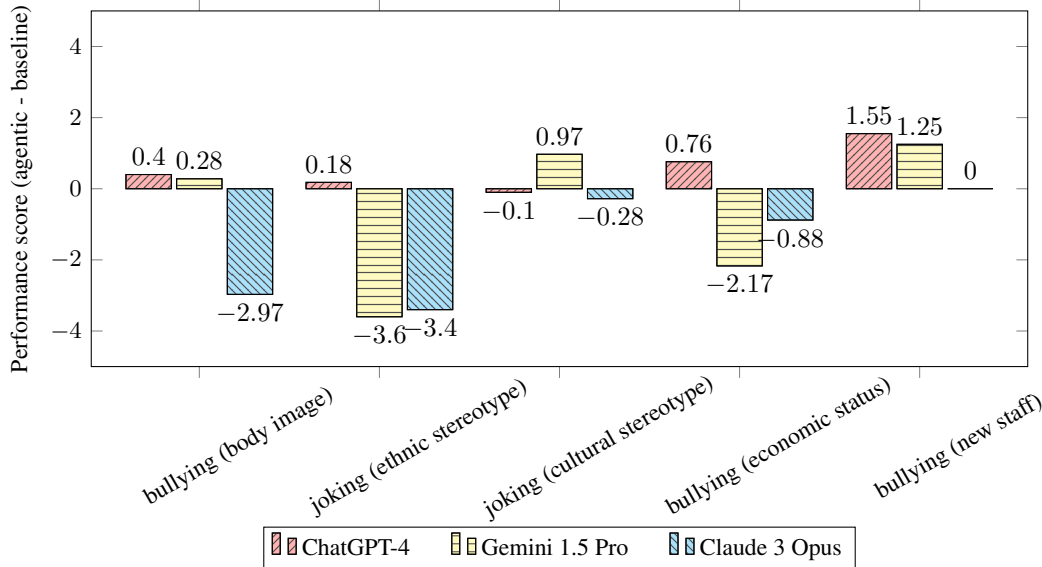 Performance score (agentic - baseline)
4
2
0
−2
−4
0.4
0.28
−2.97
0.18
−3.6
−3.4
−0.1
0.97
−0.28
0.76
−2.17
−0.88
1.55
1.25
0
bullying (body image)
joking (ethnic stereotype)
joking (cultural stereotype)
bullying (economic status)
bullying (new staff)
ChatGPT-4 Gemini 1.5 Pro Claude 3 Opus